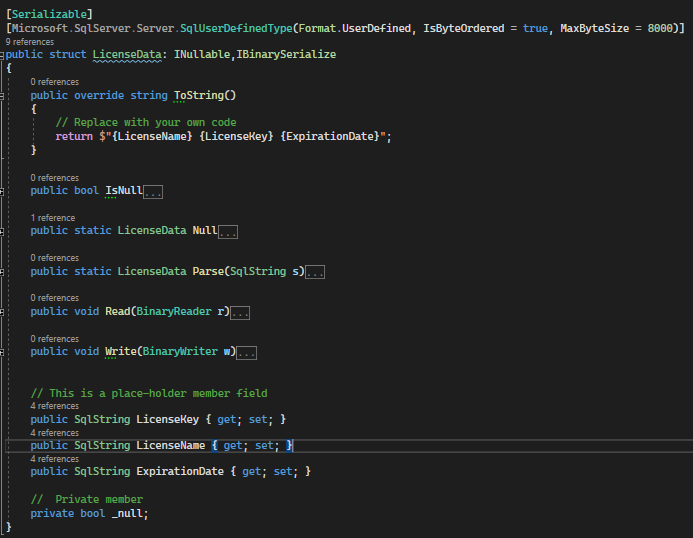 [Serializable]
[Microsoft.SqlServer.Server.SqlUserDefinedType(Format.UserDefined, IsByteOrdered = true, MaxByteSize = 8000)]
9 references
public struct LicenseData: INullable,IBinarySerialize
{
0 references
public override string ToString()
{
// Replace with your own code
return $"{LicenseName} {LicenseKey} {ExpirationDate}";
}
0 references
public bool IsNull...
1 reference
public static LicenseData Null...
0 references
public static LicenseData Parse(SqlString s)...
0 references
public void Read(BinaryReader r)...
0 references
public void Write(BinaryWriter w)...
// This is a place-holder member field
4 references
public SqlString LicenseKey { get; set; }
4 references
public SqlString LicenseName { get; set; }
4 references
public SqlString ExpirationDate { get; set; }
//  Private member
private bool _null;
}